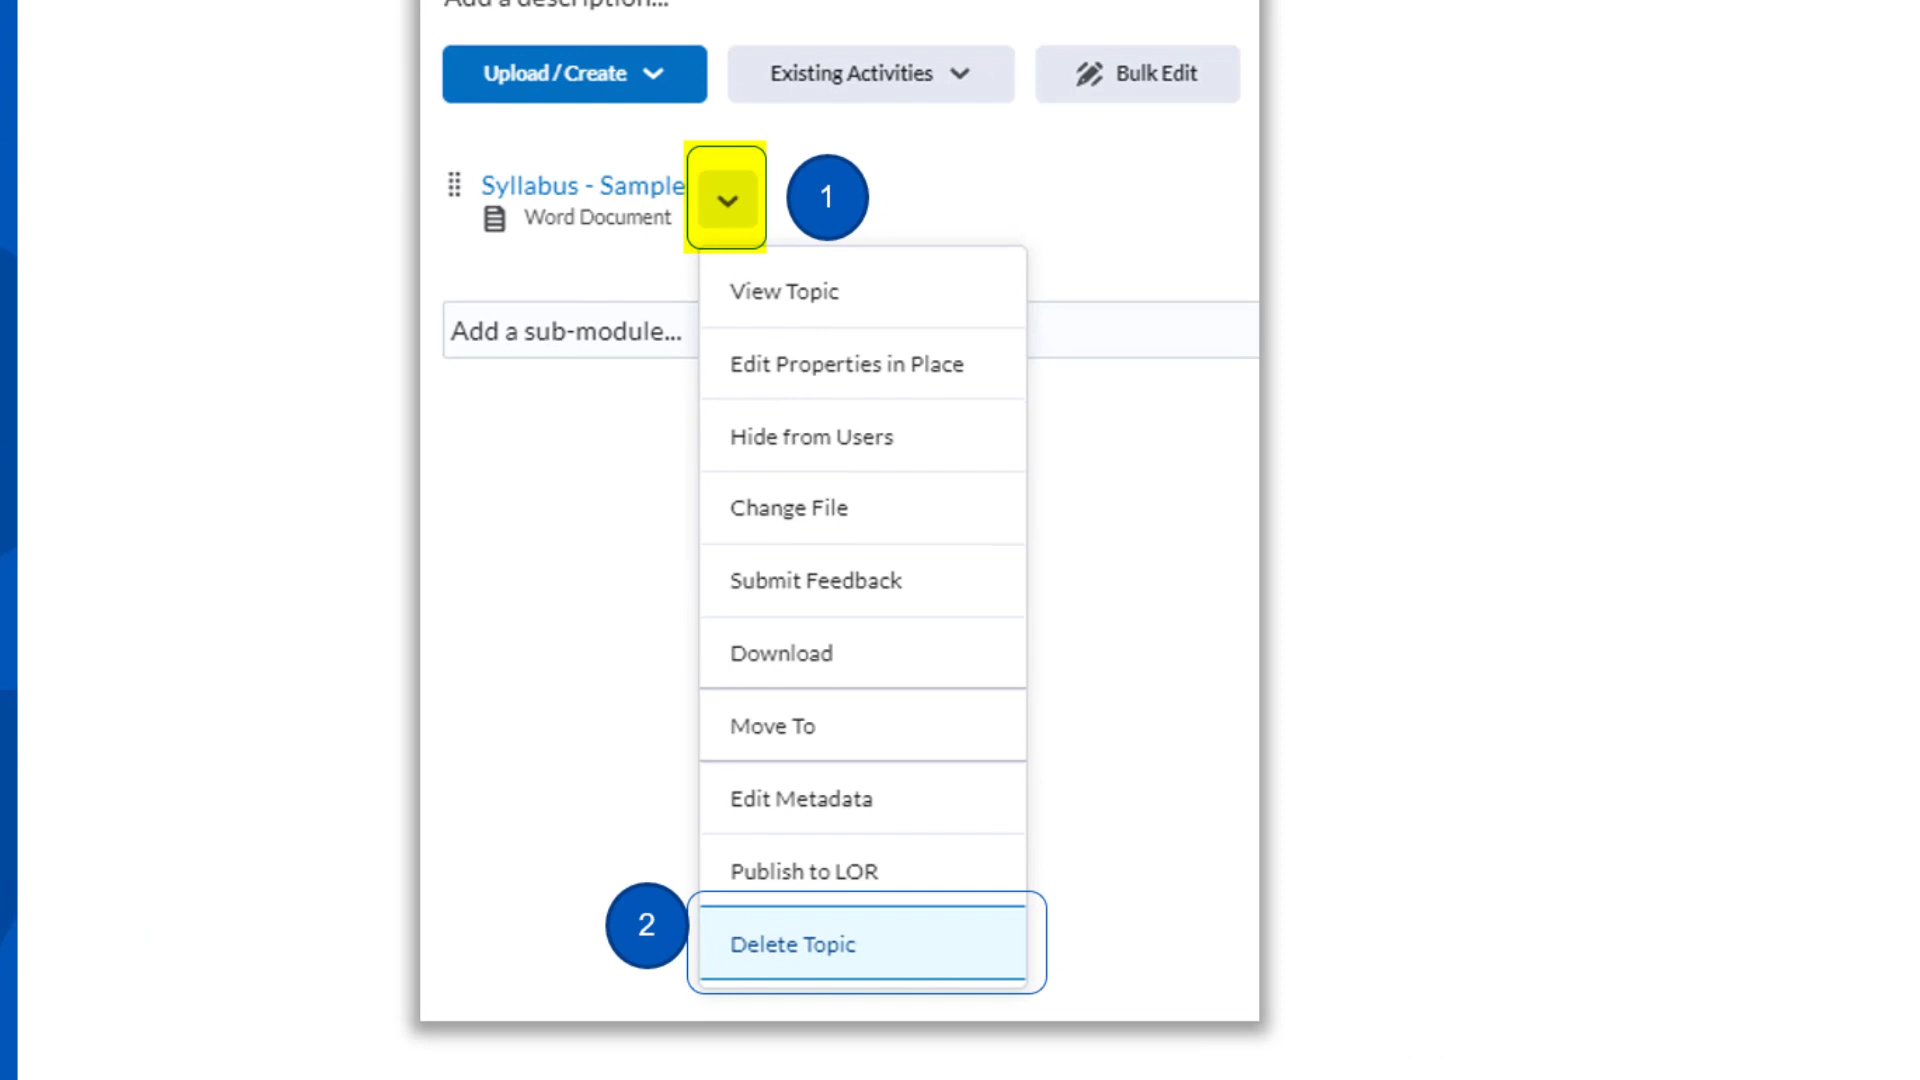 Add a description...
Upload / Create
Existing Activities
Bulk Edit
Syllabus - Sample
1
Word Document
View Topic
Add a sub-module...
Edit Properties in Place
Hide from Users
Change File
Submit Feedback
Download
Move To
Edit Metadata
Publish to LOR
2
Delete Topic